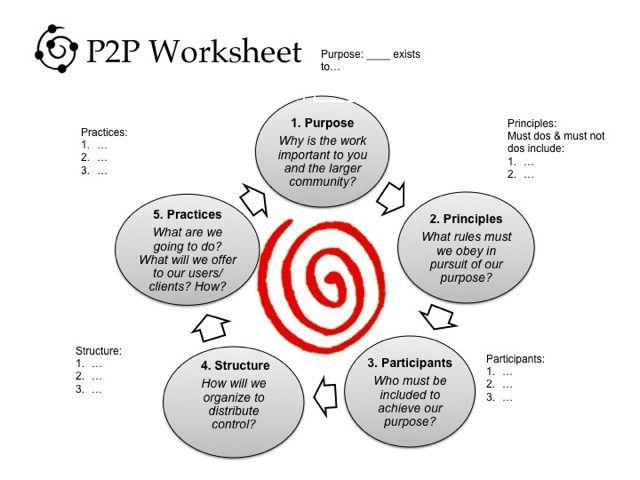 P2P Worksheet
Purpose: ____ exists
to…
1. Purpose
Why is the work
important to you
and the larger
community?
Principles:
Must dos & must not
dos include:
1. …
2. …
2. Principles
What rules must
we obey in
pursuit of our
purpose?
Participants:
1. …
2. …
3. …
3. Participants
Who must be
included to
achieve our
purpose?
Structure:
1. …
2. …
3. …
4. Structure
How will we
organize to
distribute
control?
Practices:
1. …
2. …
3. …
5. Practices
What are we
going to do?
What will we offer
to our users/
clients? How?